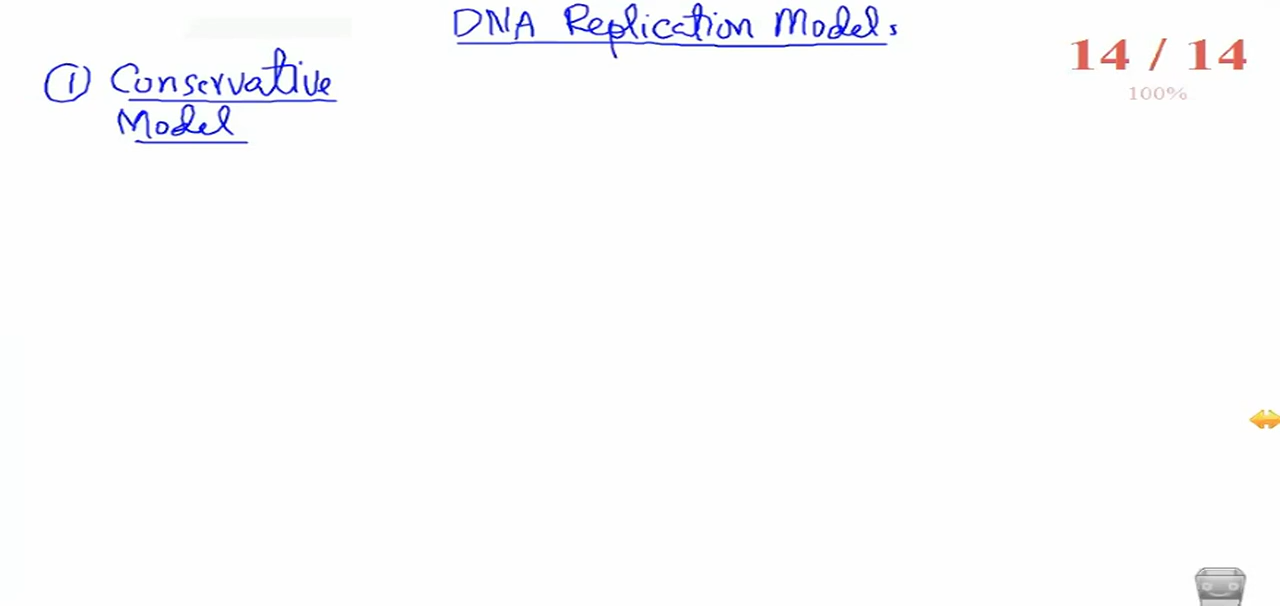 DNA Replication Models
① Conservative
Model
14 / 14
100%